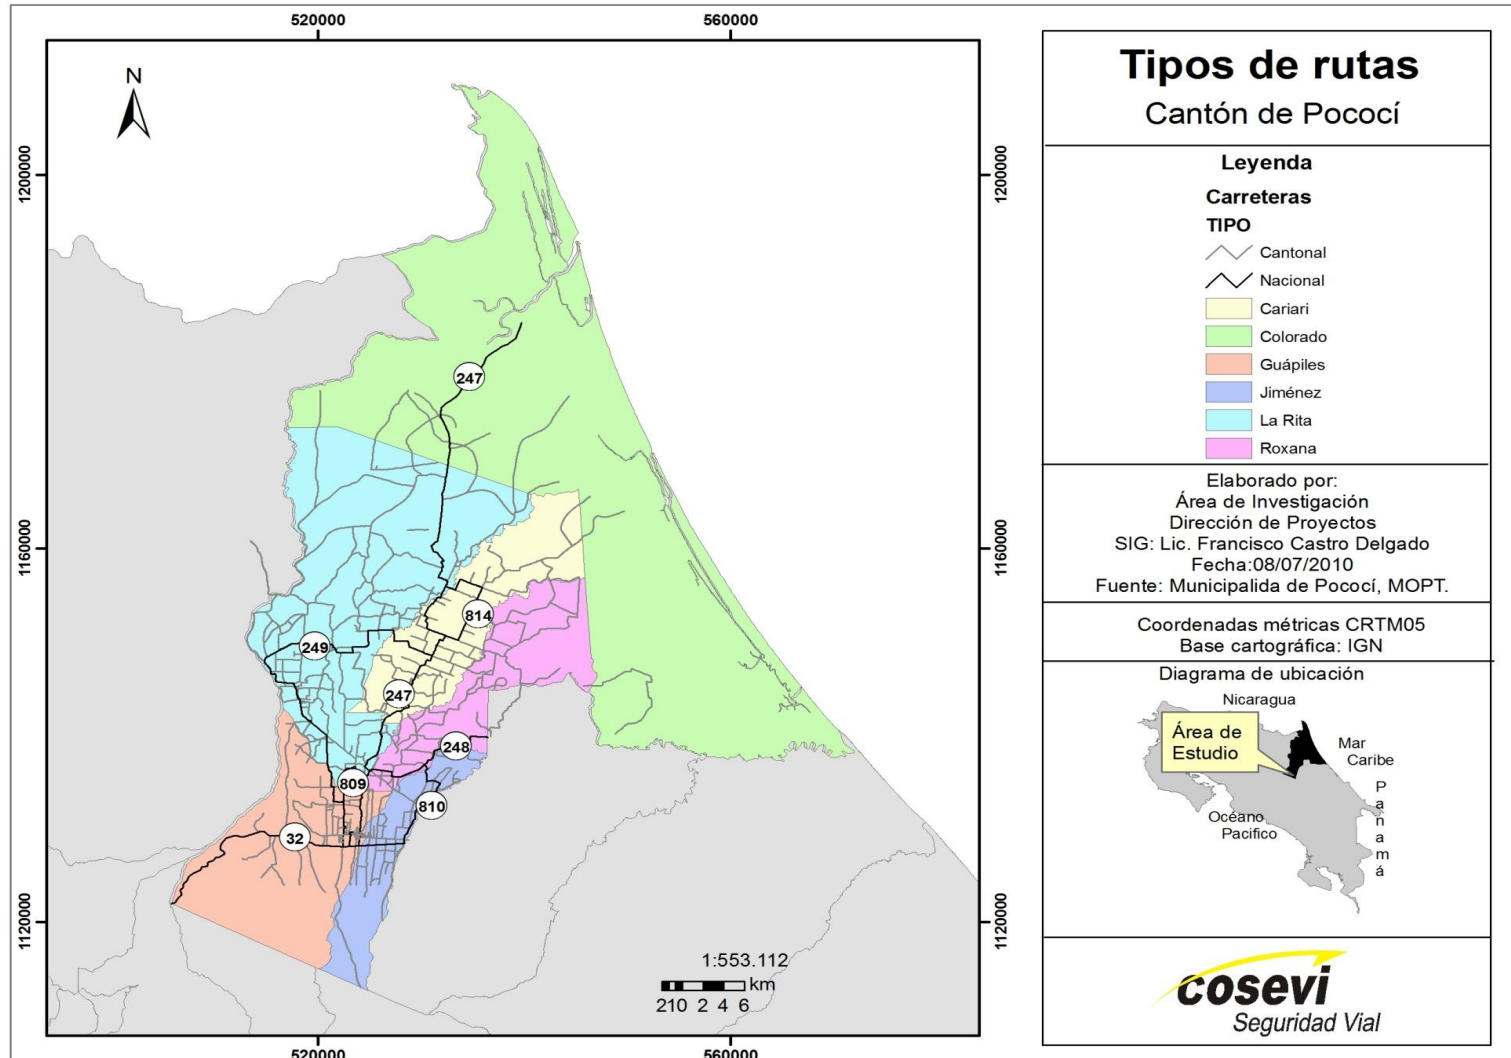 520000
560000
N
1200000
1200000
247
1160000
1160000
814
249
247
248
809
810
32
1120000
1120000
1:553.112
km
210 2 4 6
520000
560000
Tipos de rutas
Cantón de Pococí
Leyenda
Carreteras
TIPO
Cantonal
Nacional
Cariari
Colorado
Guápiles
Jiménez
La Rita
Roxana
Elaborado por:
Área de Investigación
Dirección de Proyectos
SIG: Lic. Francisco Castro Delgado
Fecha:08/07/2010
Fuente: Municipalida de Pococí, MOPT.
Coordenadas métricas CRTM05
Base cartográfica: IGN
Diagrama de ubicación
Nicaragua
Área de
Estudio
Mar
Caribe
Panamá
Océano
Pacifico
cosevi
Seguridad Vial